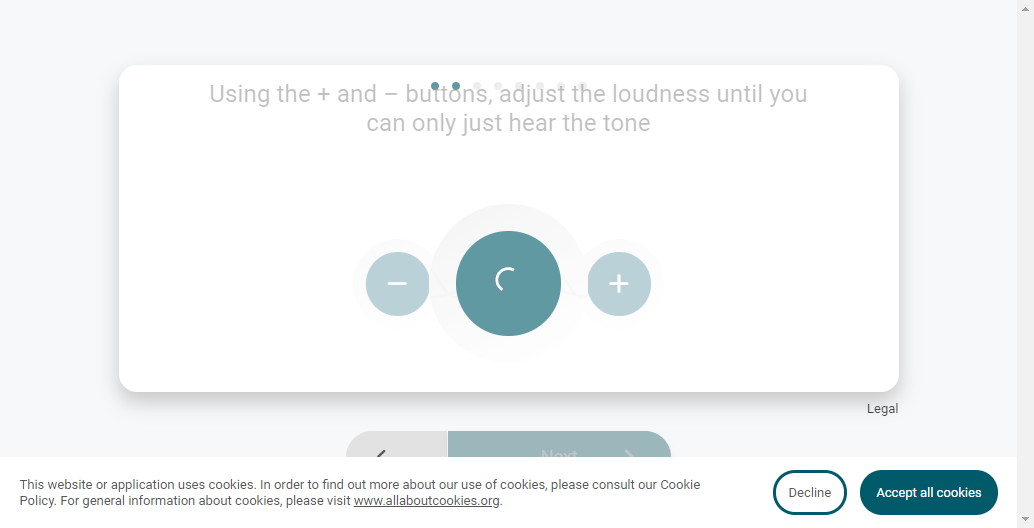 Using the + and – buttons, adjust the loudness until you
can only just hear the tone
Legal
Next
This website or application uses cookies. In order to find out more about our use of cookies, please consult our Cookie
Policy. For general information about cookies, please visit www.allaboutcookies.org.
Decline
Accept all cookies